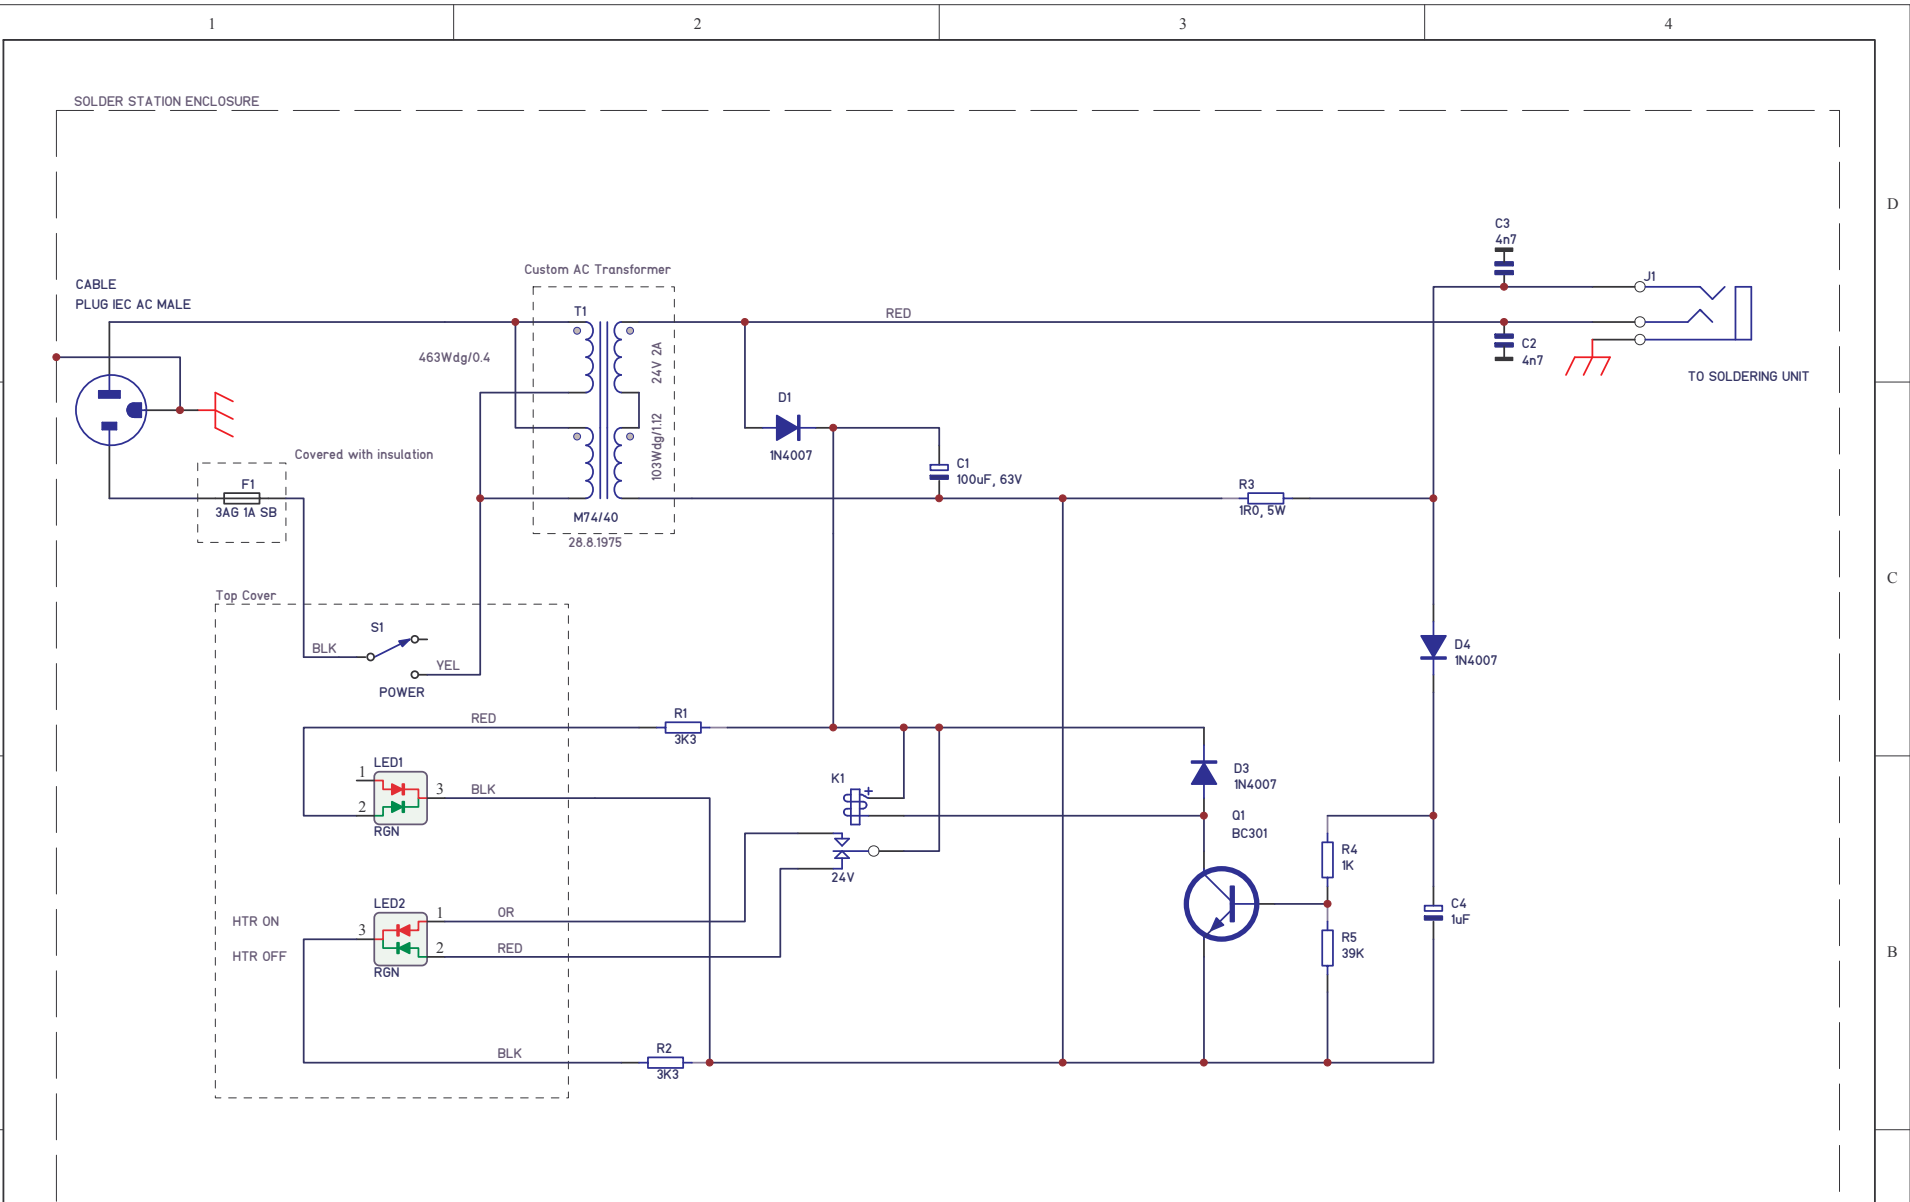 1 2 3 4
SOLDER STATION ENCLOSURE
D
C3
4n7
Custom AC Transformer
CABLE
PLUG IEC AC MALE
J1
T1
RED
463Wdg/0.4
24V 2A
C2
4n7
TO SOLDERING UNIT
D1
1N4007
103Wdg/1.12
Covered with insulation
C1
100uF, 63V
F1
3AG 1A SB
R3
1R0, 5W
M74/40
28.8.1975
C
Top Cover
S1
BLK
YEL
POWER
D4
1N4007
RED
R1
3K3
LED1
1
2
3
RGN
BLK
K1
+
24V
D3
1N4007
Q1
BC301
R4
1K
LED2
1
2
3
RGN
OR
RED
HTR ON
HTR OFF
C4
1uF
R5
39K
B
BLK
R2
3K3